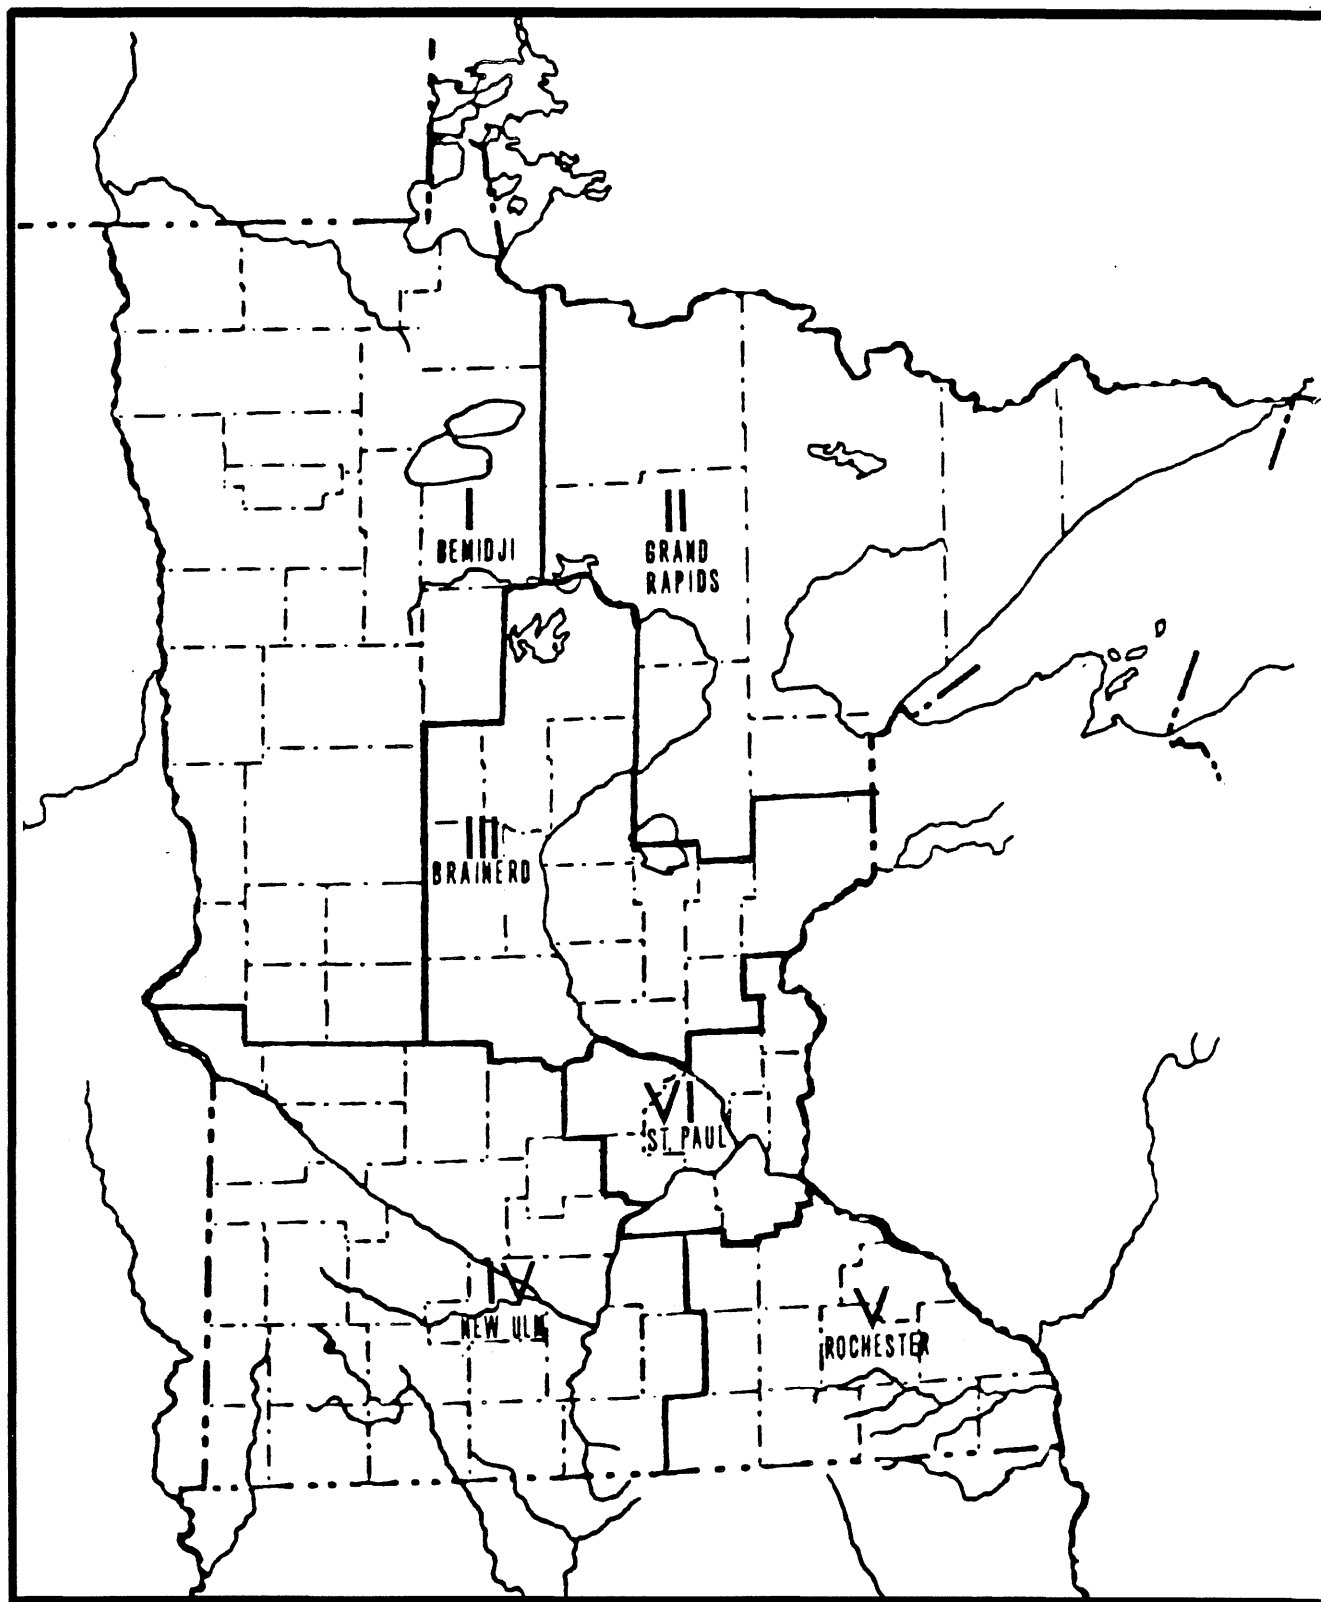 I
BEMIDJI
II
GRAND
RAPIDS
III
BRAINERD
VI
ST. PAUL
IV
NEW ULM
V
ROCHESTER